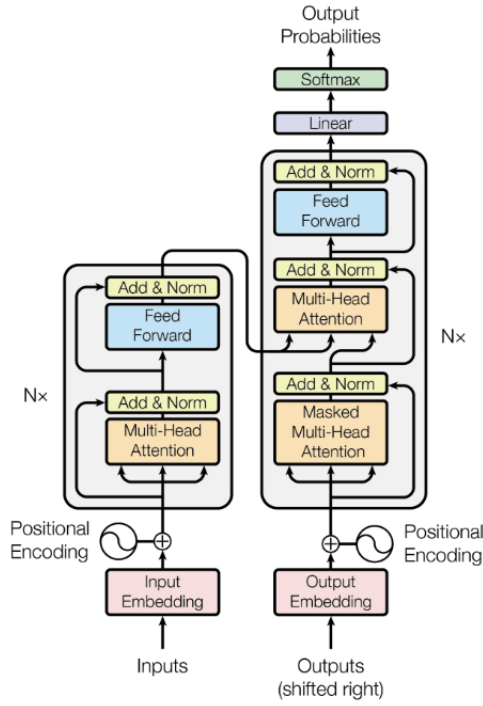 Output
Probabilities
Softmax
Linear
Add & Norm
Feed
Forward
Add & Norm
Multi-Head
Attention
Add & Norm
Masked
Multi-Head
Attention
N×
Add & Norm
Feed
Forward
Add & Norm
Multi-Head
Attention
N×
Positional
Encoding
Positional
Encoding
Input
Embedding
Output
Embedding
Inputs
Outputs
(shifted right)